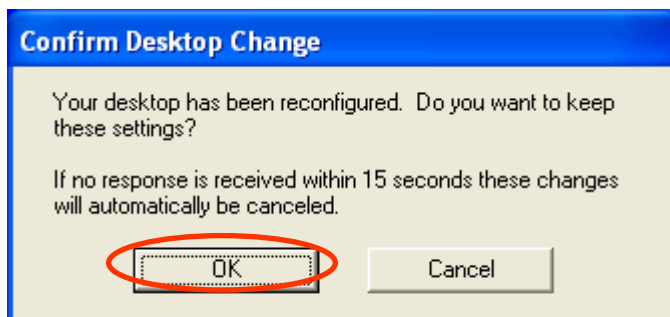 Confirm Desktop Change
Your desktop has been reconfigured.  Do you want to keep
these settings?
If no response is received within 15 seconds these changes
will automatically be canceled.
OK
Cancel